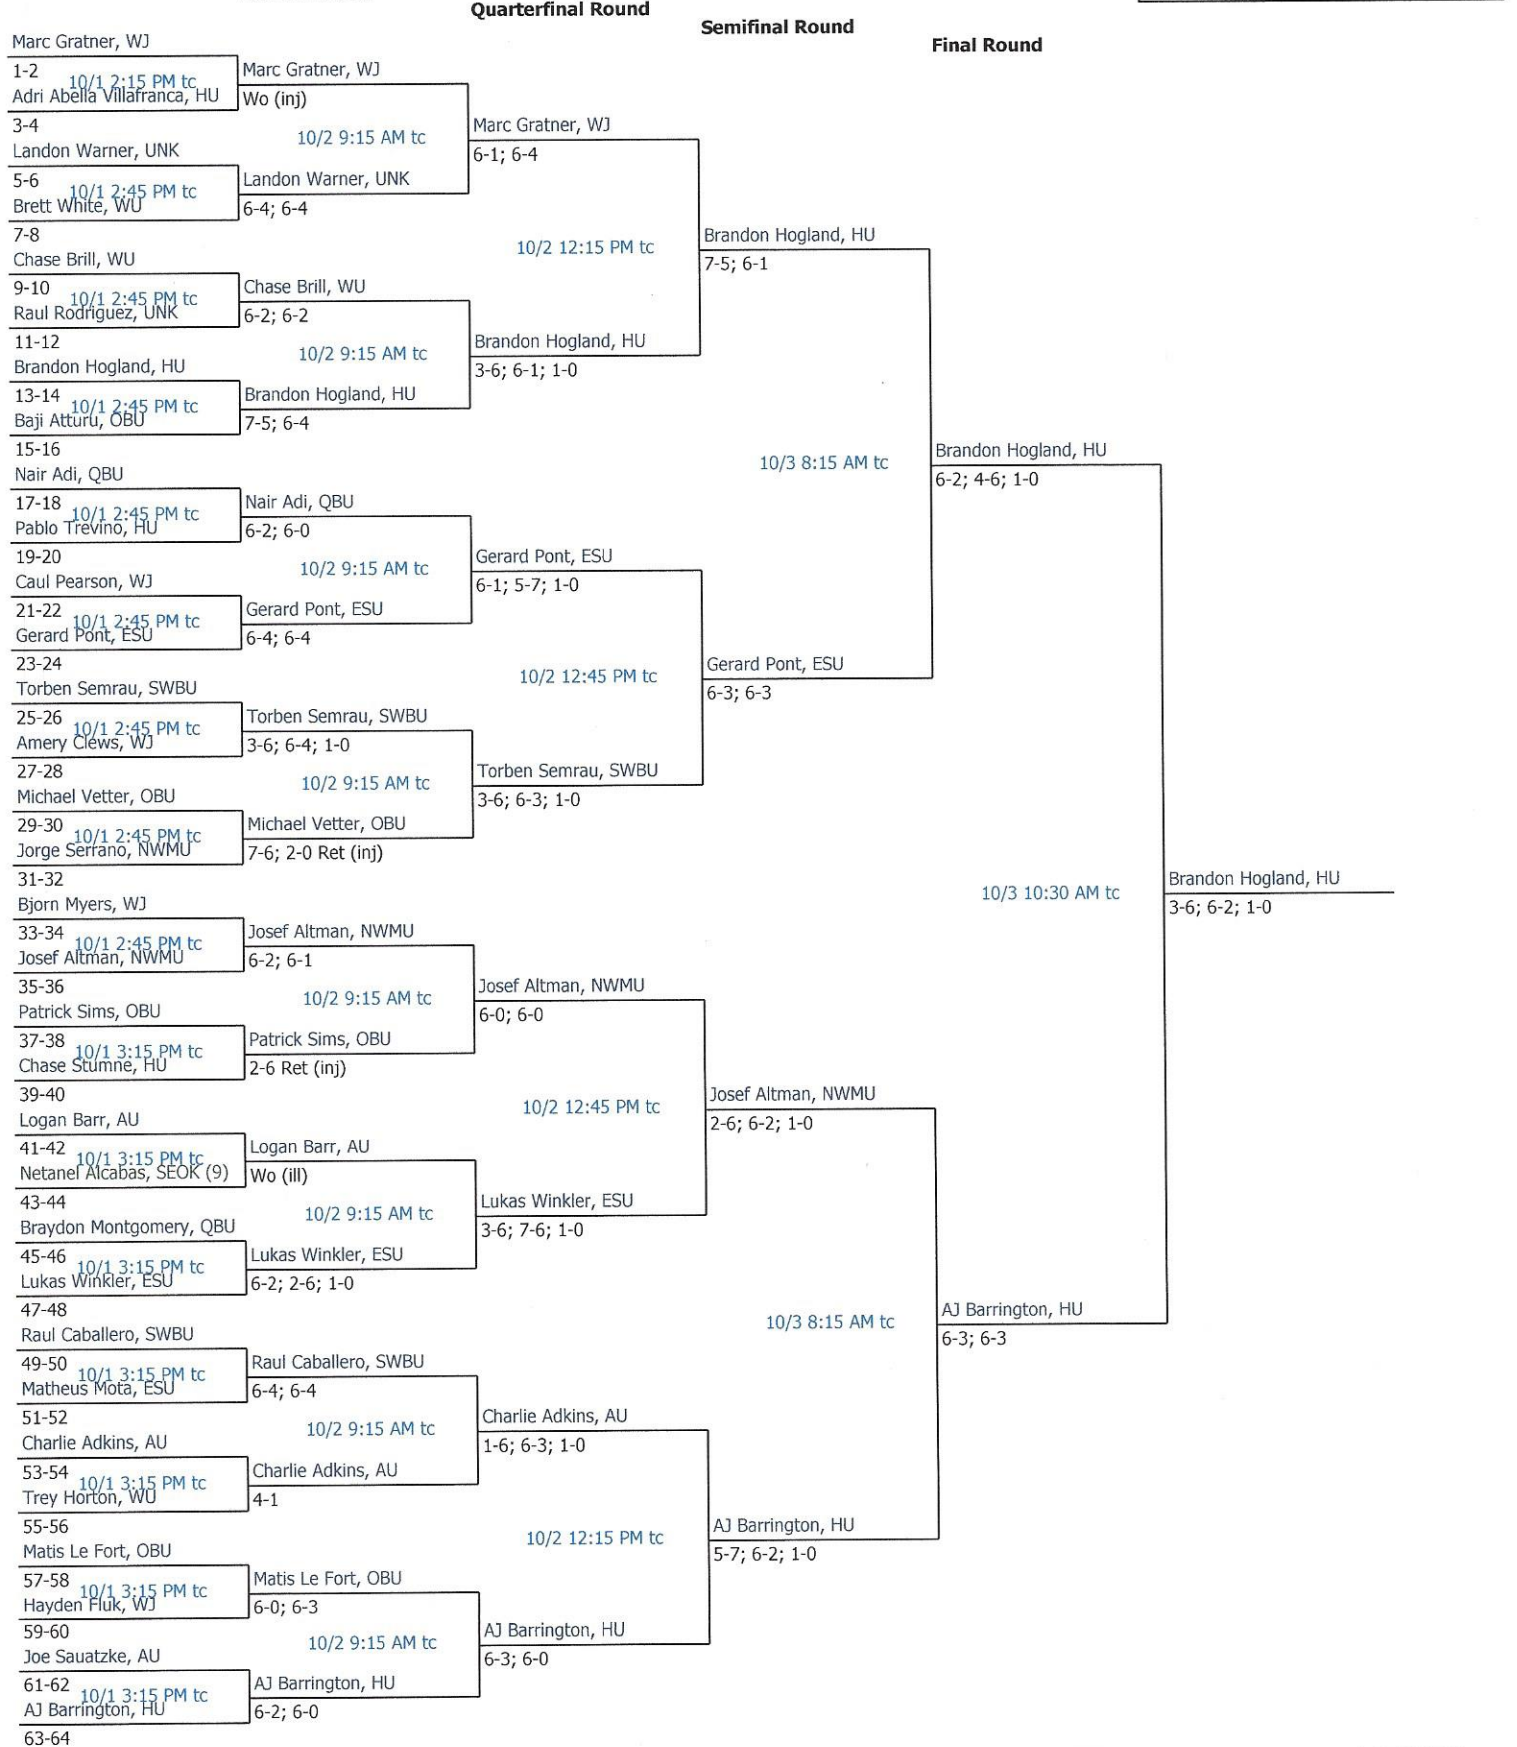 Quarterfinal Round
Semifinal Round
Final Round
Marc Gratner, WJ
1-2
10/1 2:15 PM tc
Adri Abella Villafranca, HU
Marc Gratner, WJ
Wo (inj)
3-4
10/2 9:15 AM tc
Marc Gratner, WJ
6-1; 6-4
Landon Warner, UNK
5-6
10/1 2:45 PM tc
Brett White, WU
Landon Warner, UNK
6-4; 6-4
7-8
10/2 12:15 PM tc
Brandon Hogland, HU
7-5; 6-1
Chase Brill, WU
9-10
10/1 2:45 PM tc
Raul Rodriguez, UNK
Chase Brill, WU
6-2; 6-2
11-12
10/2 9:15 AM tc
Brandon Hogland, HU
3-6; 6-1; 1-0
Brandon Hogland, HU
13-14
10/1 2:45 PM tc
Baji Atturu, OBU
Brandon Hogland, HU
7-5; 6-4
15-16
10/3 8:15 AM tc
Brandon Hogland, HU
6-2; 4-6; 1-0
Nair Adi, QBU
17-18
10/1 2:45 PM tc
Pablo Trevino, HU
Nair Adi, QBU
6-2; 6-0
19-20
10/2 9:15 AM tc
Gerard Pont, ESU
6-1; 5-7; 1-0
Caul Pearson, WJ
21-22
10/1 2:45 PM tc
Gerard Pont, ESU
Gerard Pont, ESU
6-4; 6-4
23-24
10/2 12:45 PM tc
Gerard Pont, ESU
6-3; 6-3
Torben Semrau, SWBU
25-26
10/1 2:45 PM tc
Amery Clews, WJ
Torben Semrau, SWBU
3-6; 6-4; 1-0
27-28
10/2 9:15 AM tc
Torben Semrau, SWBU
3-6; 6-3; 1-0
Michael Vetter, OBU
29-30
10/1 2:45 PM tc
Jorge Serrano, NWMU
Michael Vetter, OBU
7-6; 2-0 Ret (inj)
31-32
10/3 10:30 AM tc
Brandon Hogland, HU
3-6; 6-2; 1-0
Bjorn Myers, WJ
33-34
10/1 2:45 PM tc
Josef Altman, NWMU
Josef Altman, NWMU
6-2; 6-1
35-36
10/2 9:15 AM tc
Josef Altman, NWMU
6-0; 6-0
Patrick Sims, OBU
37-38
10/1 3:15 PM tc
Chase Stumne, HU
Patrick Sims, OBU
2-6 Ret (inj)
39-40
10/2 12:45 PM tc
Josef Altman, NWMU
2-6; 6-2; 1-0
Logan Barr, AU
41-42
10/1 3:15 PM tc
Netanel Alcabas, SEOK (9)
Logan Barr, AU
Wo (ill)
43-44
10/2 9:15 AM tc
Lukas Winkler, ESU
3-6; 7-6; 1-0
Braydon Montgomery, QBU
45-46
10/1 3:15 PM tc
Lukas Winkler, ESU
Lukas Winkler, ESU
6-2; 2-6; 1-0
47-48
10/3 8:15 AM tc
AJ Barrington, HU
6-3; 6-3
Raul Caballero, SWBU
49-50
10/1 3:15 PM tc
Matheus Mota, ESU
Raul Caballero, SWBU
6-4; 6-4
51-52
10/2 9:15 AM tc
Charlie Adkins, AU
1-6; 6-3; 1-0
Charlie Adkins, AU
53-54
10/1 3:15 PM tc
Trey Horton, WU
Charlie Adkins, AU
4-1
55-56
10/2 12:15 PM tc
AJ Barrington, HU
5-7; 6-2; 1-0
Matis Le Fort, OBU
57-58
10/1 3:15 PM tc
Hayden Fluk, WJ
Matis Le Fort, OBU
6-0; 6-3
59-60
10/2 9:15 AM tc
AJ Barrington, HU
6-3; 6-0
Joe Sauatzke, AU
61-62
10/1 3:15 PM tc
AJ Barrington, HU
AJ Barrington, HU
6-2; 6-0
63-64